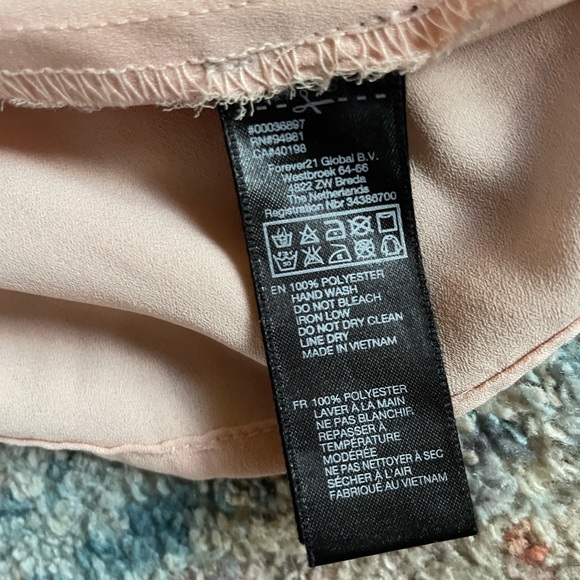 #00036897
RN#94981
CA#40198
Forever21 Global B.V.
Westbroek 64-66
4822 ZW Breda
The Netherlands
Registration Nbr 34386700
EN 100% POLYESTER
HAND WASH
DO NOT BLEACH
IRON LOW
DO NOT DRY CLEAN
LINE DRY
MADE IN VIETNAM
FR 100% POLYESTER
LAVER À LA MAIN
NE PAS BLANCHIR.
REPASSER À
TEMPÉRATURE
MODÉRÉE
NE PAS NETTOYER À SEC
SÉCHER À L'AIR
FABRIQUÉ AU VIETNAM